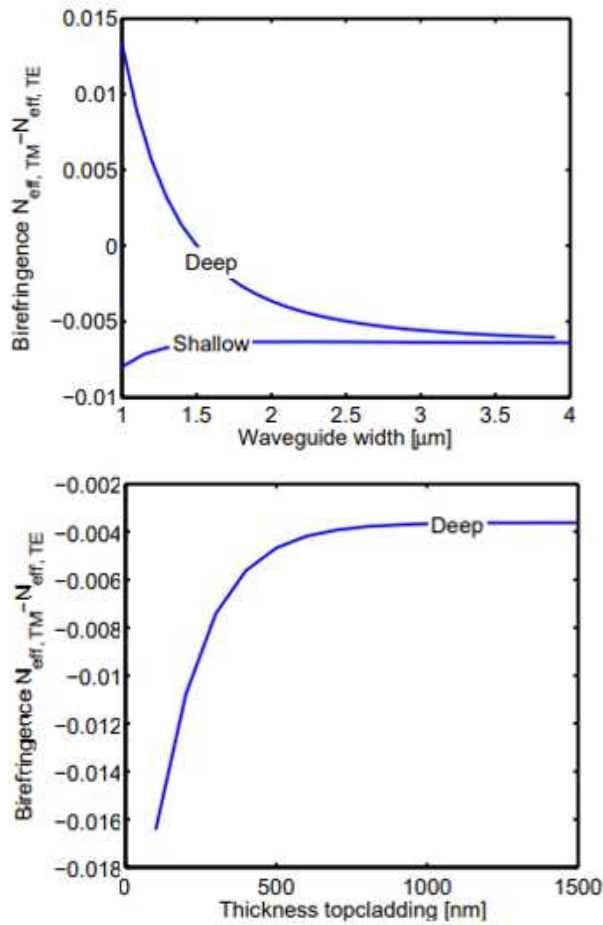 0.015
0.01
0.005
0
−0.005
−0.01
Birefringence N_eff, TM−N_eff, TE
Deep
Shallow
1 1.5 2 2.5 3 3.5 4
Waveguide width [μm]
−0.002
−0.004
−0.006
−0.008
−0.01
−0.012
−0.014
−0.016
−0.018
Birefringence N_eff, TM−N_eff, TE
Deep
0 500 1000 1500
Thickness topcladding [nm]